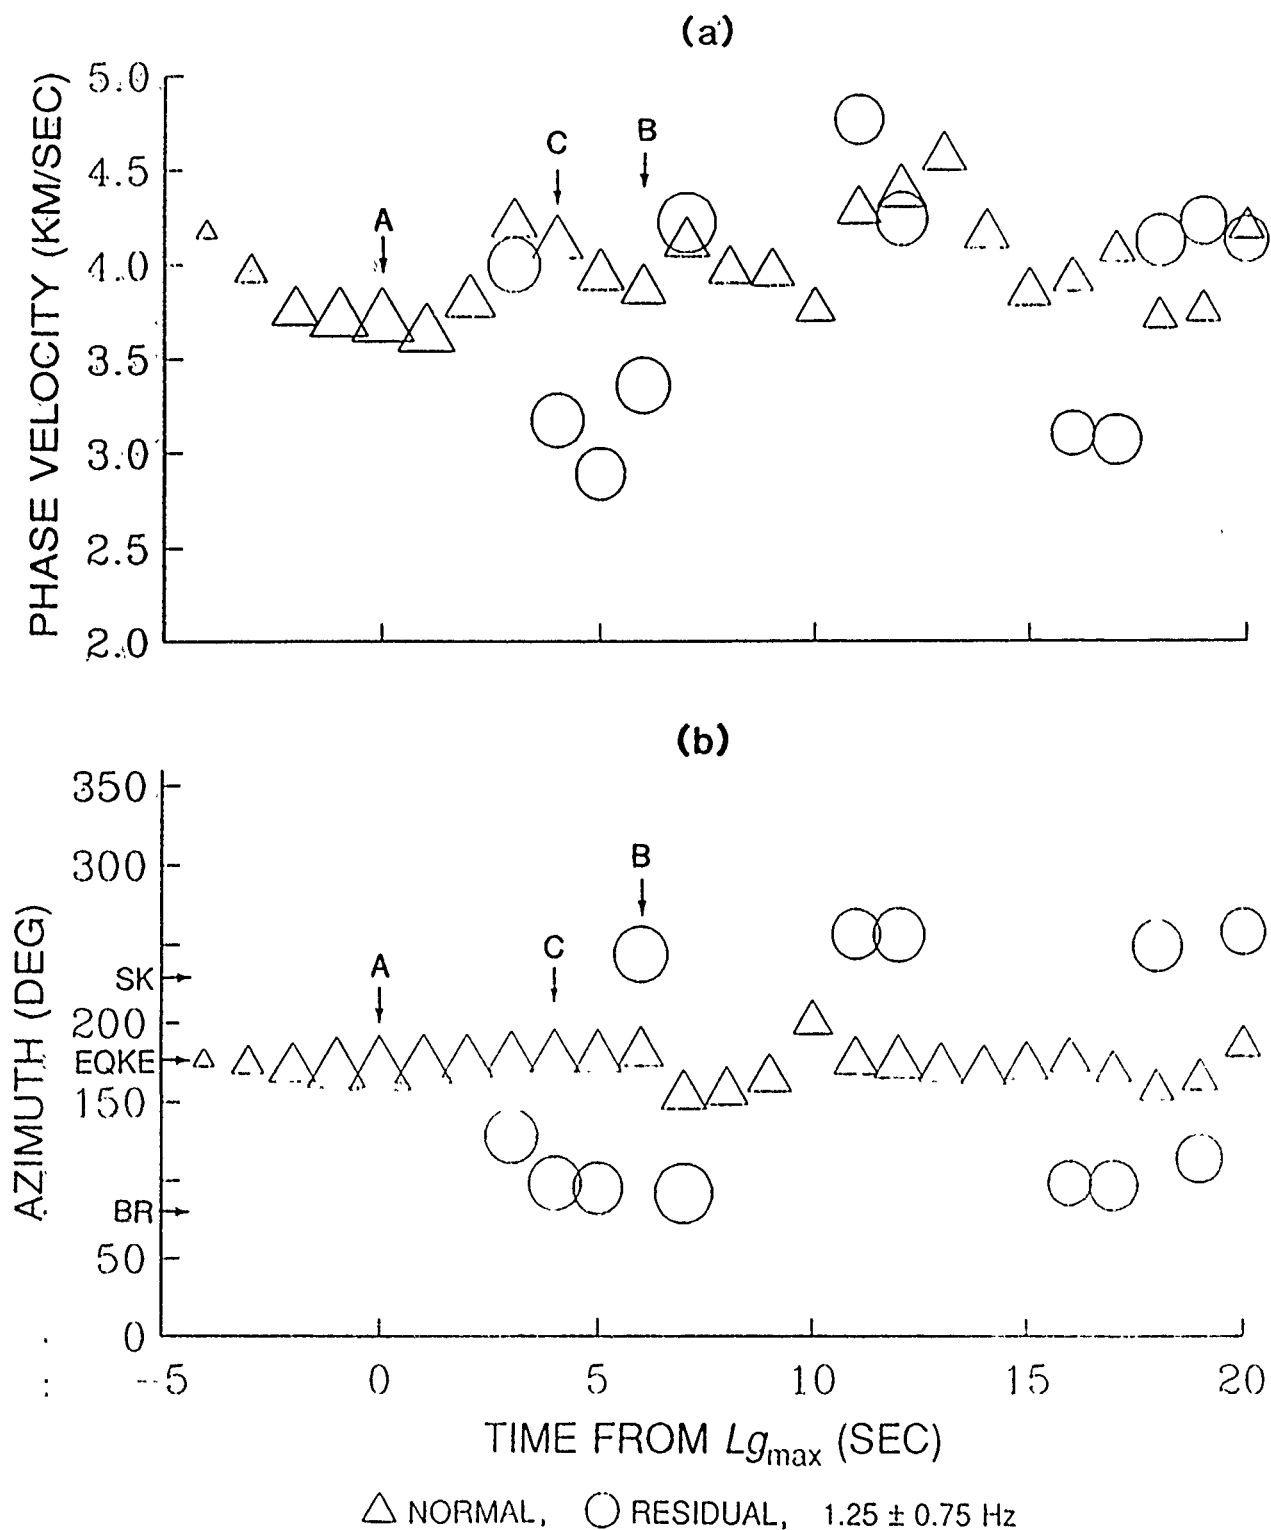 (a)
PHASE VELOCITY (KM/SEC)
5.0
4.5
4.0
3.5
3.0
2.5
2.0
A
C
B
(b)
AZIMUTH (DEG)
350
300
SK
200
EQKE
150
BR
50
0
A
C
B
-5 0 5 10 15 20
TIME FROM Lgmax (SEC)
△ NORMAL, ○ RESIDUAL, 1.25 ± 0.75 Hz